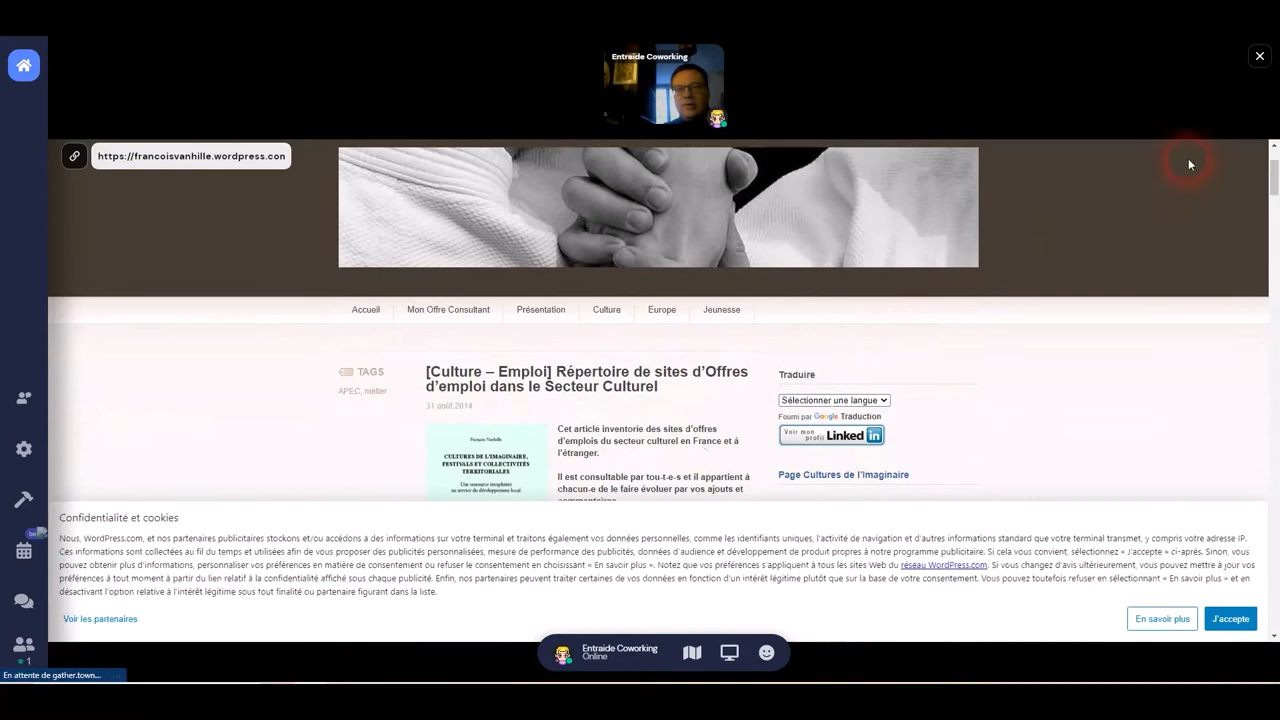 Entraide Coworking
https://francoisvanhille.wordpress.con
Accueil
Mon Offre Consultant
Présentation
Culture
Europe
Jeunesse
TAGS
APEC, métier
[Culture – Emploi] Répertoire de sites d’Offres
d’emploi dans le Secteur Culturel
31 août 2014
François Vanhille
CULTURES DE L'IMAGINAIRE,
FESTIVALS ET COLLECTIVITÉS
TERRITORIALES
Une ressource inexploitée
au service du développement local
Cet article inventorie des sites d’offres
d’emplois du secteur culturel en France et à
l’étranger.
Il est consultable par tou-t-e-s et il appartient à
chacun-e de le faire évoluer par vos ajouts et
commentaires
Traduire
Sélectionner une langue
Fourni par Google Traduction
Voir mon
profil
Linked in
Page Cultures de l’Imaginaire
Confidentialité et cookies
Nous, WordPress.com, et nos partenaires publicitaires stockons et/ou accédons à des informations sur votre terminal et traitons également vos données personnelles, comme les identifiants uniques, l'activité de navigation et d'autres informations standard que votre terminal transmet, y compris votre adresse IP.
Ces informations sont collectées au fil du temps et utilisées afin de vous proposer des publicités personnalisées, mesure de performance des publicités, données d'audience et développement de produit propres à notre programme publicitaire. Si cela vous convient, sélectionnez « J'accepte » ci-après. Sinon, vous
pouvez obtenir plus d'informations, personnaliser vos préférences en matière de consentement ou refuser le consentement en choisissant « En savoir plus ». Notez que vos préférences s'appliquent à tous les sites Web du réseau WordPress.com. Si vous changez d'avis ultérieurement, vous pouvez mettre à jour vos
préférences à tout moment à partir du lien relatif à la confidentialité affiché sous chaque publicité. Enfin, nos partenaires peuvent traiter certaines de vos données en fonction d'un intérêt légitime plutôt que sur la base de votre consentement. Vous pouvez toutefois refuser en sélectionnant « En savoir plus » et en
désactivant l'option relative à l'intérêt légitime sous tout finalité ou partenaire figurant dans la liste.
Voir les partenaires
En savoir plus
J'accepte
Entraide Coworking
Online
1
En attente de gather.town...